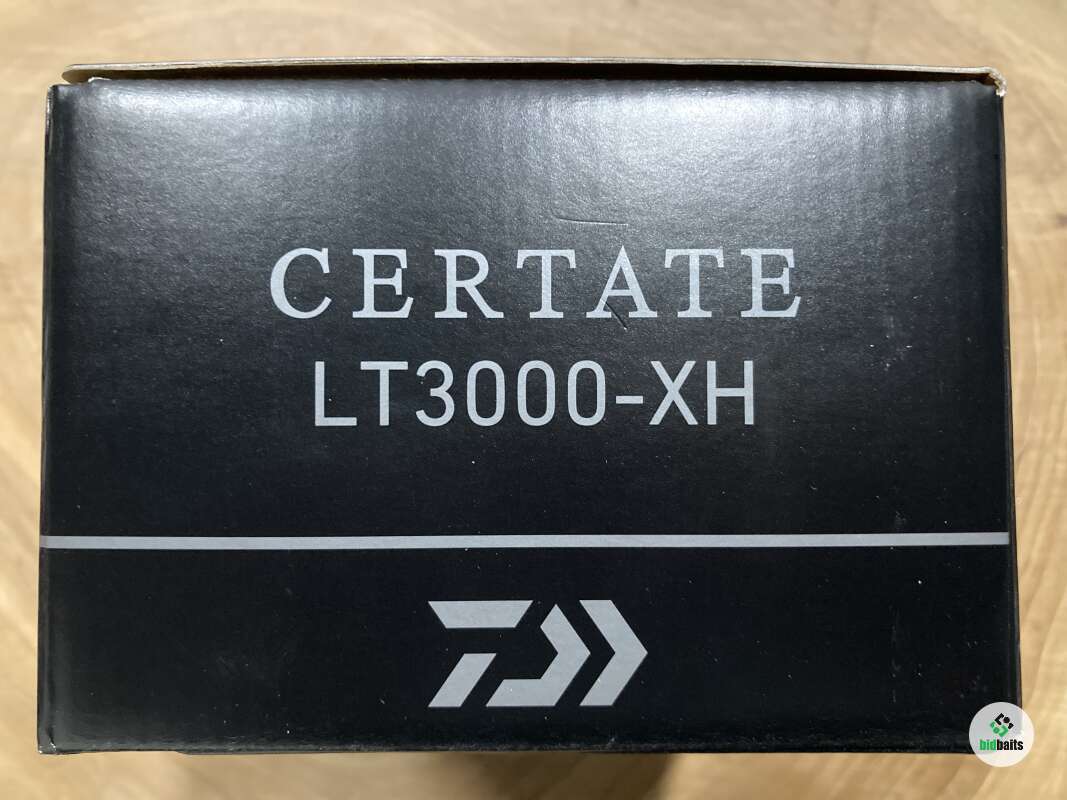 CERTATE
LT3000-XH
bidbaits